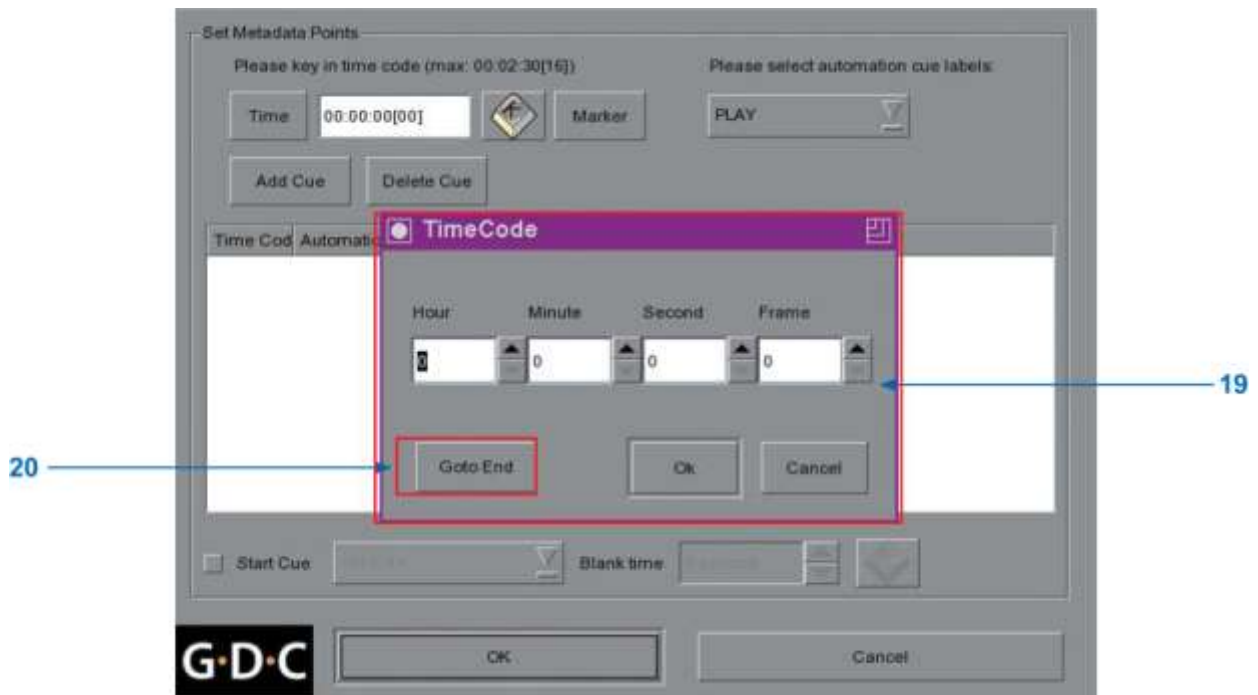 Set Metadata Points
Please key in time code (max: 00:02:30[16])
Please select automation cue labels:
Time
00:00:00[00]
Marker
PLAY
Add Cue
Delete Cue
Time Cod
Automatic
TimeCode
Hour
Minute
Second
Frame
0
0
0
0
19
20
Goto End
Ok
Cancel
Start Cue
Blank time
G·D·C
OK
Cancel